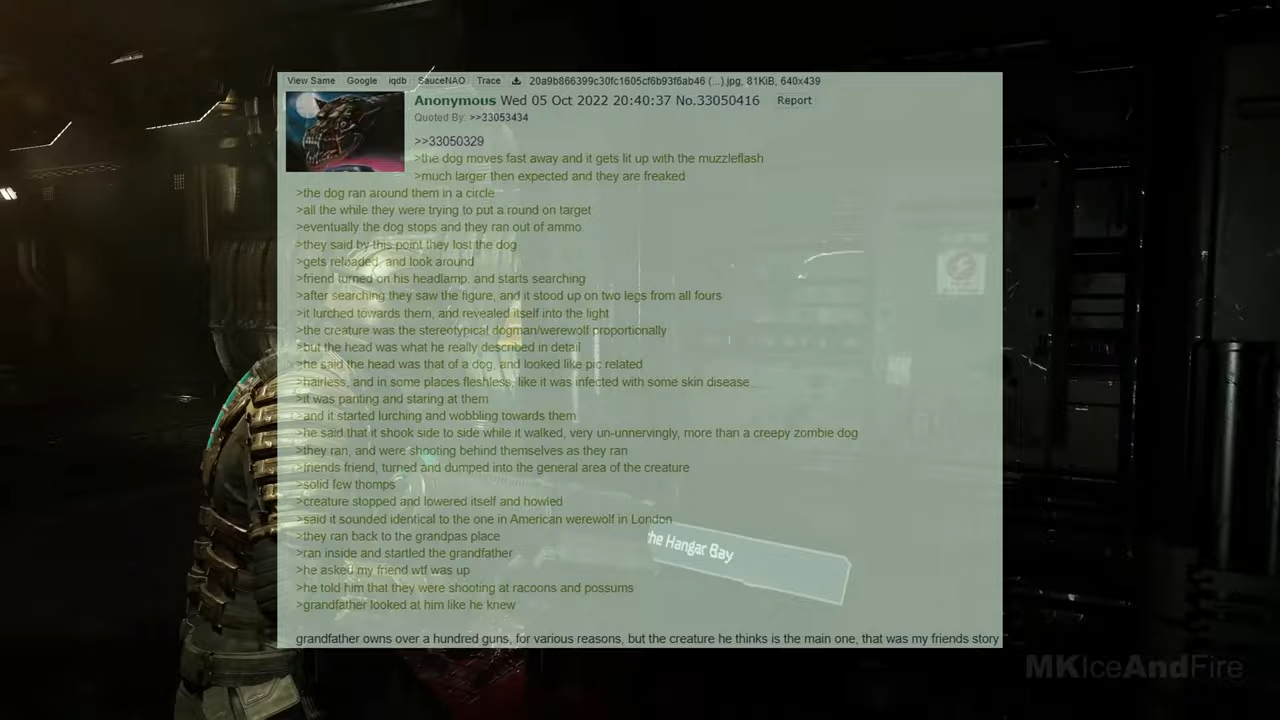 View Same Google iqdb SauceNAO Trace 20a9b866399c30fc1605cf6b93f6ab46 (...).jpg, 81KiB, 640x439
Anonymous Wed 05 Oct 2022 20:40:37 No.33050416 Report
Quoted By: >>33053434
>>33050329
>the dog moves fast away and it gets lit up with the muzzleflash
>much larger then expected and they are freaked
>the dog ran around them in a circle
>all the while they were trying to put a round on target
>eventually the dog stops and they ran out of ammo
>they said by this point they lost the dog
>gets reloaded, and look around
>friend turned on his headlamp, and starts searching
>after searching they saw the figure, and it stood up on two legs from all fours
>it lurched towards them, and revealed itself into the light
>the creature was the stereotypical dogman/werewolf proportionally
>but the head was what he really described in detail
>he said the head was that of a dog, and looked like pic related
>hairless, and in some places fleshless, like it was infected with some skin disease
>it was panting and staring at them
>and it started lurching and wobbling towards them
>he said that it shook side to side while it walked, very un-unnervingly, more than a creepy zombie dog
>they ran, and were shooting behind themselves as they ran
>friends friend, turned and dumped into the general area of the creature
>solid few thomps
>creature stopped and lowered itself and howled
>said it sounded identical to the one in American werewolf in London
>they ran back to the grandpas place
>ran inside and startled the grandfather
>he asked my friend wtf was up
>he told him that they were shooting at racoons and possums
>grandfather looked at him like he knew
grandfather owns over a hundred guns, for various reasons, but the creature he thinks is the main one, that was my friends story
the Hangar Bay
MKIceAndFire